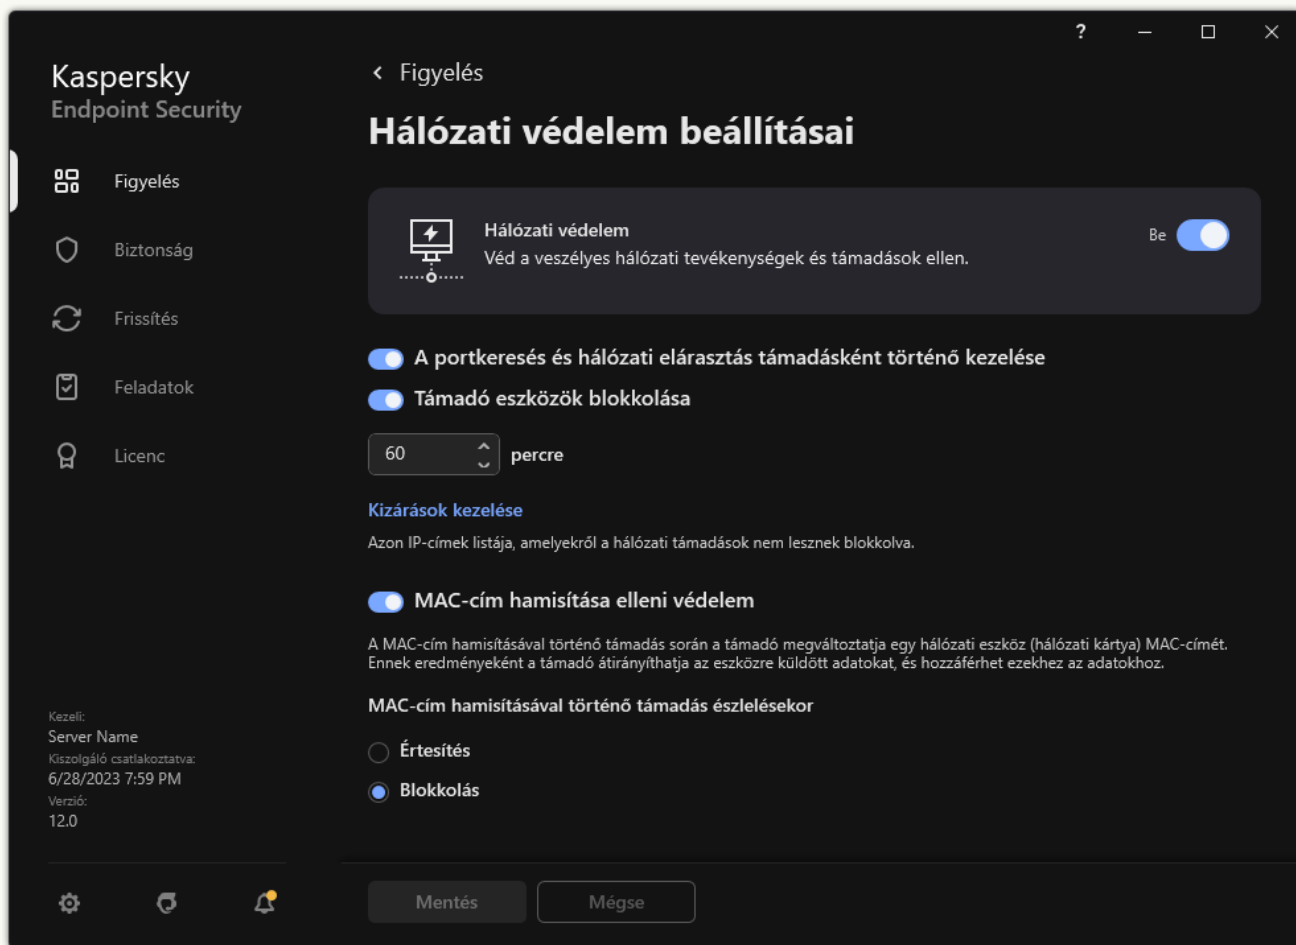 ?
Kaspersky
Endpoint Security
Figyelés
Biztonság
Frissítés
Feladatok
Licenc
Kezeli:
Server Name
Kiszolgáló csatlakoztatva:
6/28/2023 7:59 PM
Verzió:
12.0
Figyelés
Hálózati védelem beállításai
Hálózati védelem
Véd a veszélyes hálózati tevékenységek és támadások ellen.
Be
A portkeresés és hálózati elárasztás támadásként történő kezelése
Támadó eszközök blokkolása
60 percre
Kizárások kezelése
Azon IP-címek listája, amelyekről a hálózati támadások nem lesznek blokkolva.
MAC-cím hamisítása elleni védelem
A MAC-cím hamisításával történő támadás során a támadó megváltoztatja egy hálózati eszköz (hálózati kártya) MAC-címét.
Ennek eredményeként a támadó átirányíthatja az eszközre küldött adatokat, és hozzáférhet ezekhez az adatokhoz.
MAC-cím hamisításával történő támadás észlelésekor
Értesítés
Blokkolás
Mentés
Mégse